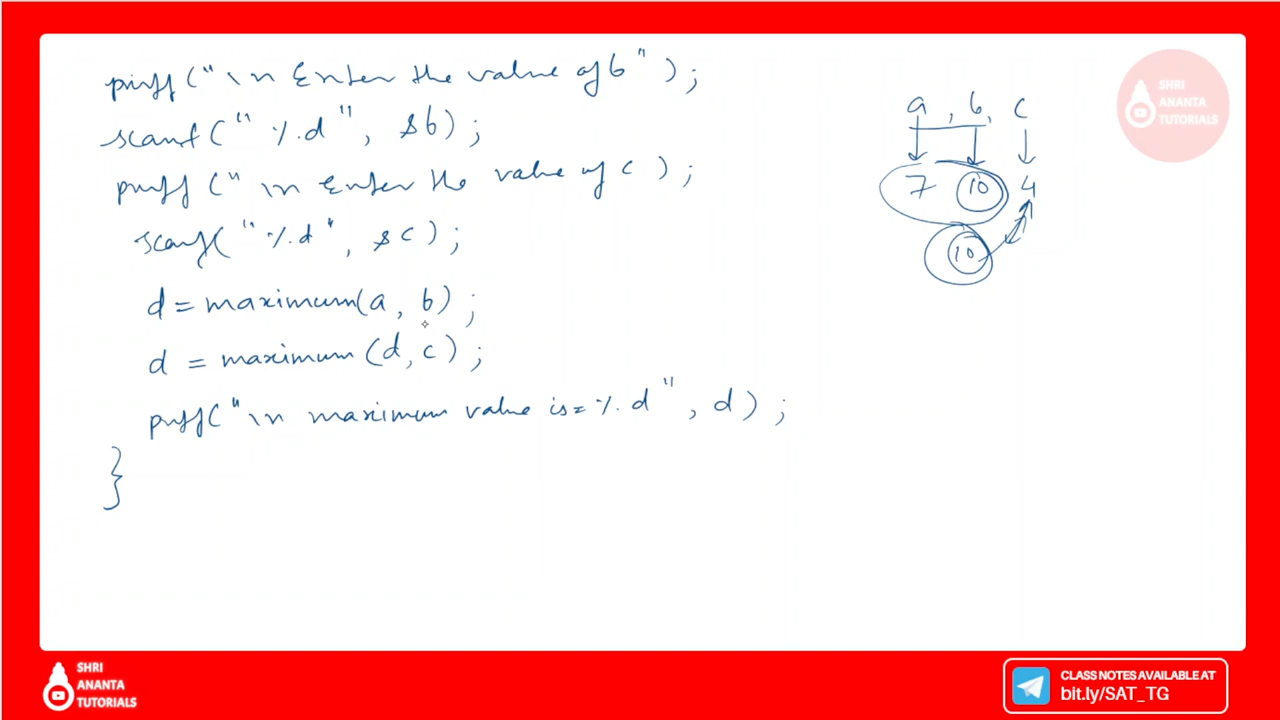 printf("\n Enter the value of b");
scanf("%d", &b);
printf("\n Enter the value of c );
scanf("%d", &c);
d = maximum(a, b);
d = maximum(d, c);
printf("\n maximum value is = %d", d);
}
a, b, c
7 10 4
10
SHRI
ANANTA
TUTORIALS
SHRI
ANANTA
TUTORIALS
CLASS NOTES AVAILABLE AT
bit.ly/SAT_TG